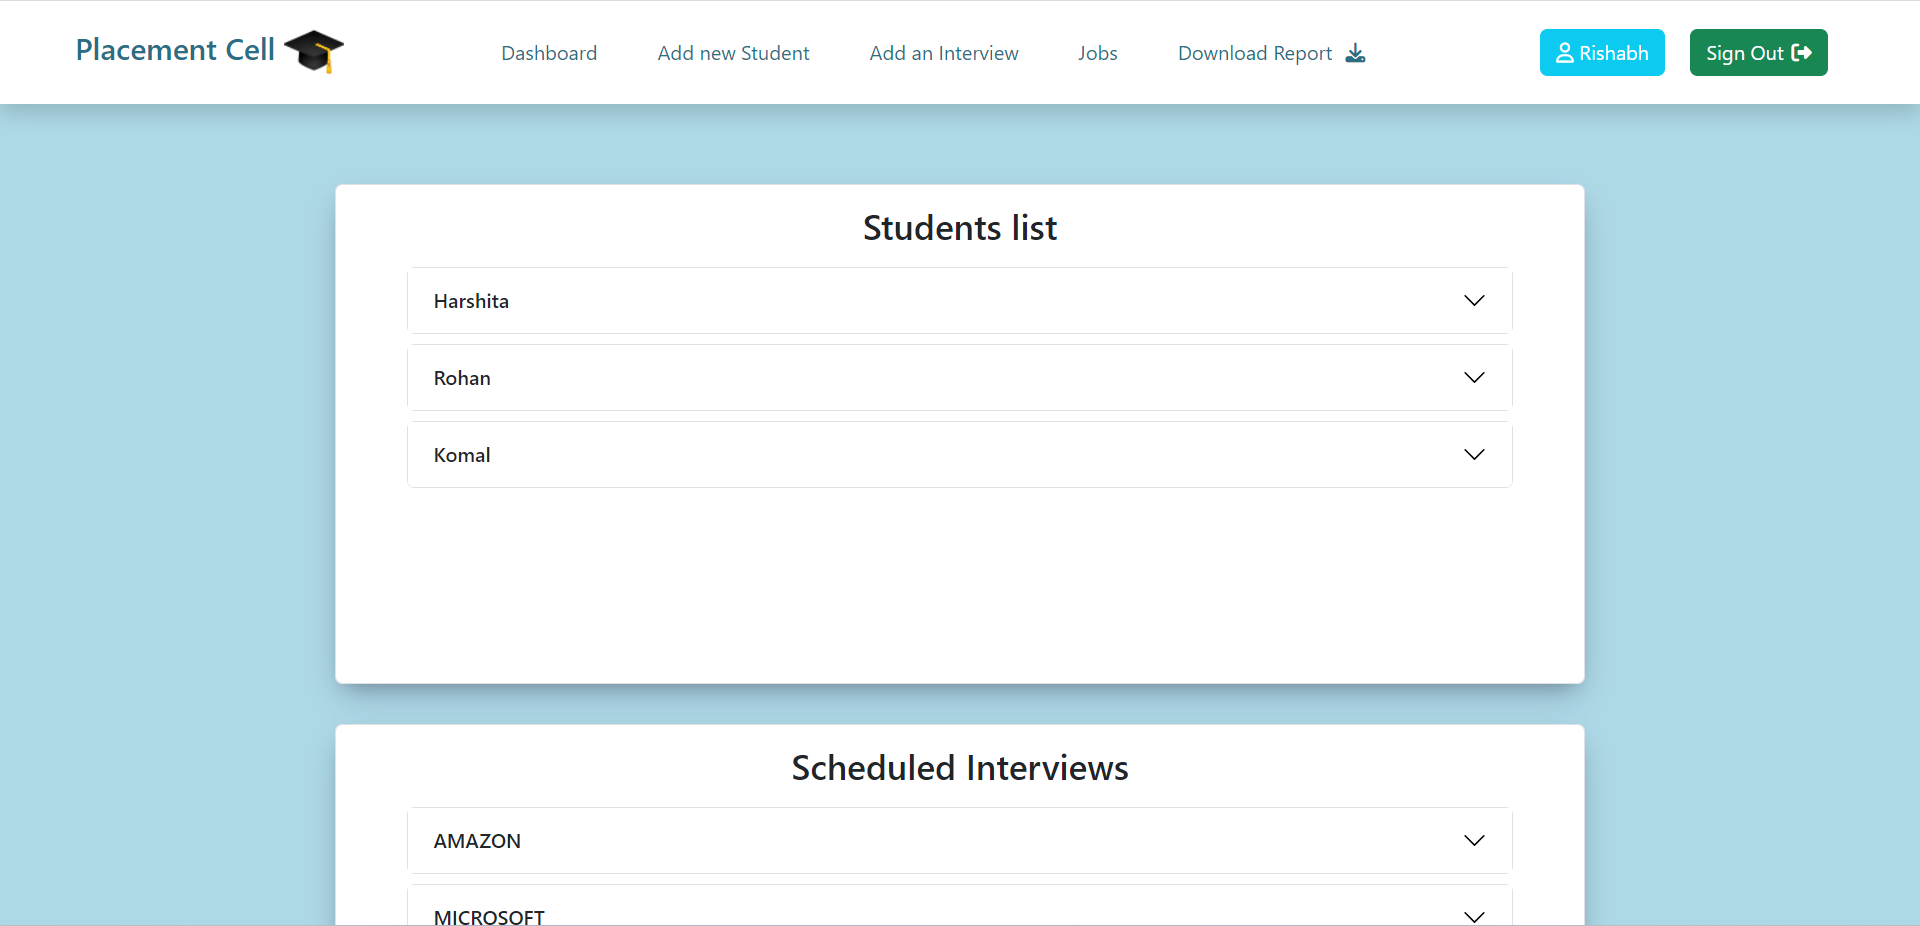 Placement Cell
Dashboard
Add new Student
Add an Interview
Jobs
Download Report
Rishabh
Sign Out
Students list
Harshita
Rohan
Komal
Scheduled Interviews
AMAZON
MICROSOFT